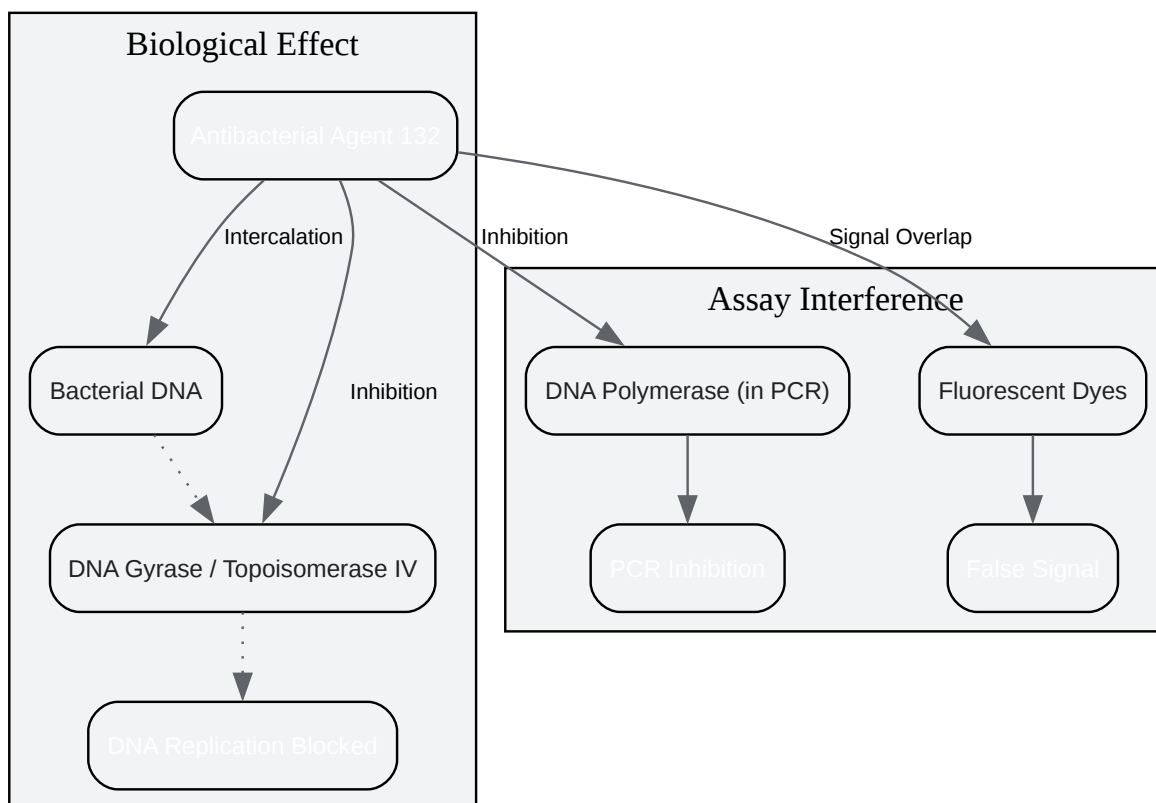 Biological Effect
Antibacterial Agent 132
Intercalation
Inhibition
Signal Overlap
Assay Interference
Bacterial DNA
Inhibition
DNA Polymerase (in PCR)
Fluorescent Dyes
DNA Gyrase / Topoisomerase IV
PCR Inhibition
False Signal
DNA Replication Blocked